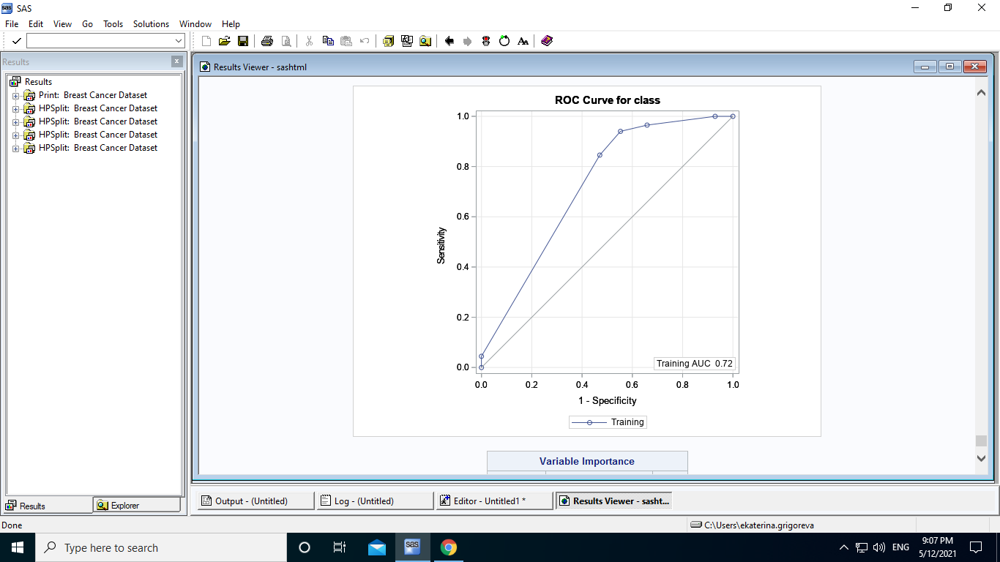 SAS
File Edit View Go Tools Solutions Window Help
Results
Results
Print: Breast Cancer Dataset
HPSplit: Breast Cancer Dataset
HPSplit: Breast Cancer Dataset
HPSplit: Breast Cancer Dataset
HPSplit: Breast Cancer Dataset
Results Explorer
Results Viewer - sashtml
ROC Curve for class
1.0
0.8
0.6
0.4
0.2
0.0
Sensitivity
Training AUC 0.72
0.0 0.2 0.4 0.6 0.8 1.0
1 - Specificity
Training
Variable Importance
Output - (Untitled) Log - (Untitled) Editor - Untitled1 * Results Viewer - sasht...
Done C:\Users\ekaterina.grigoreva
Type here to search
sas
ENG
9:07 PM
5/12/2021